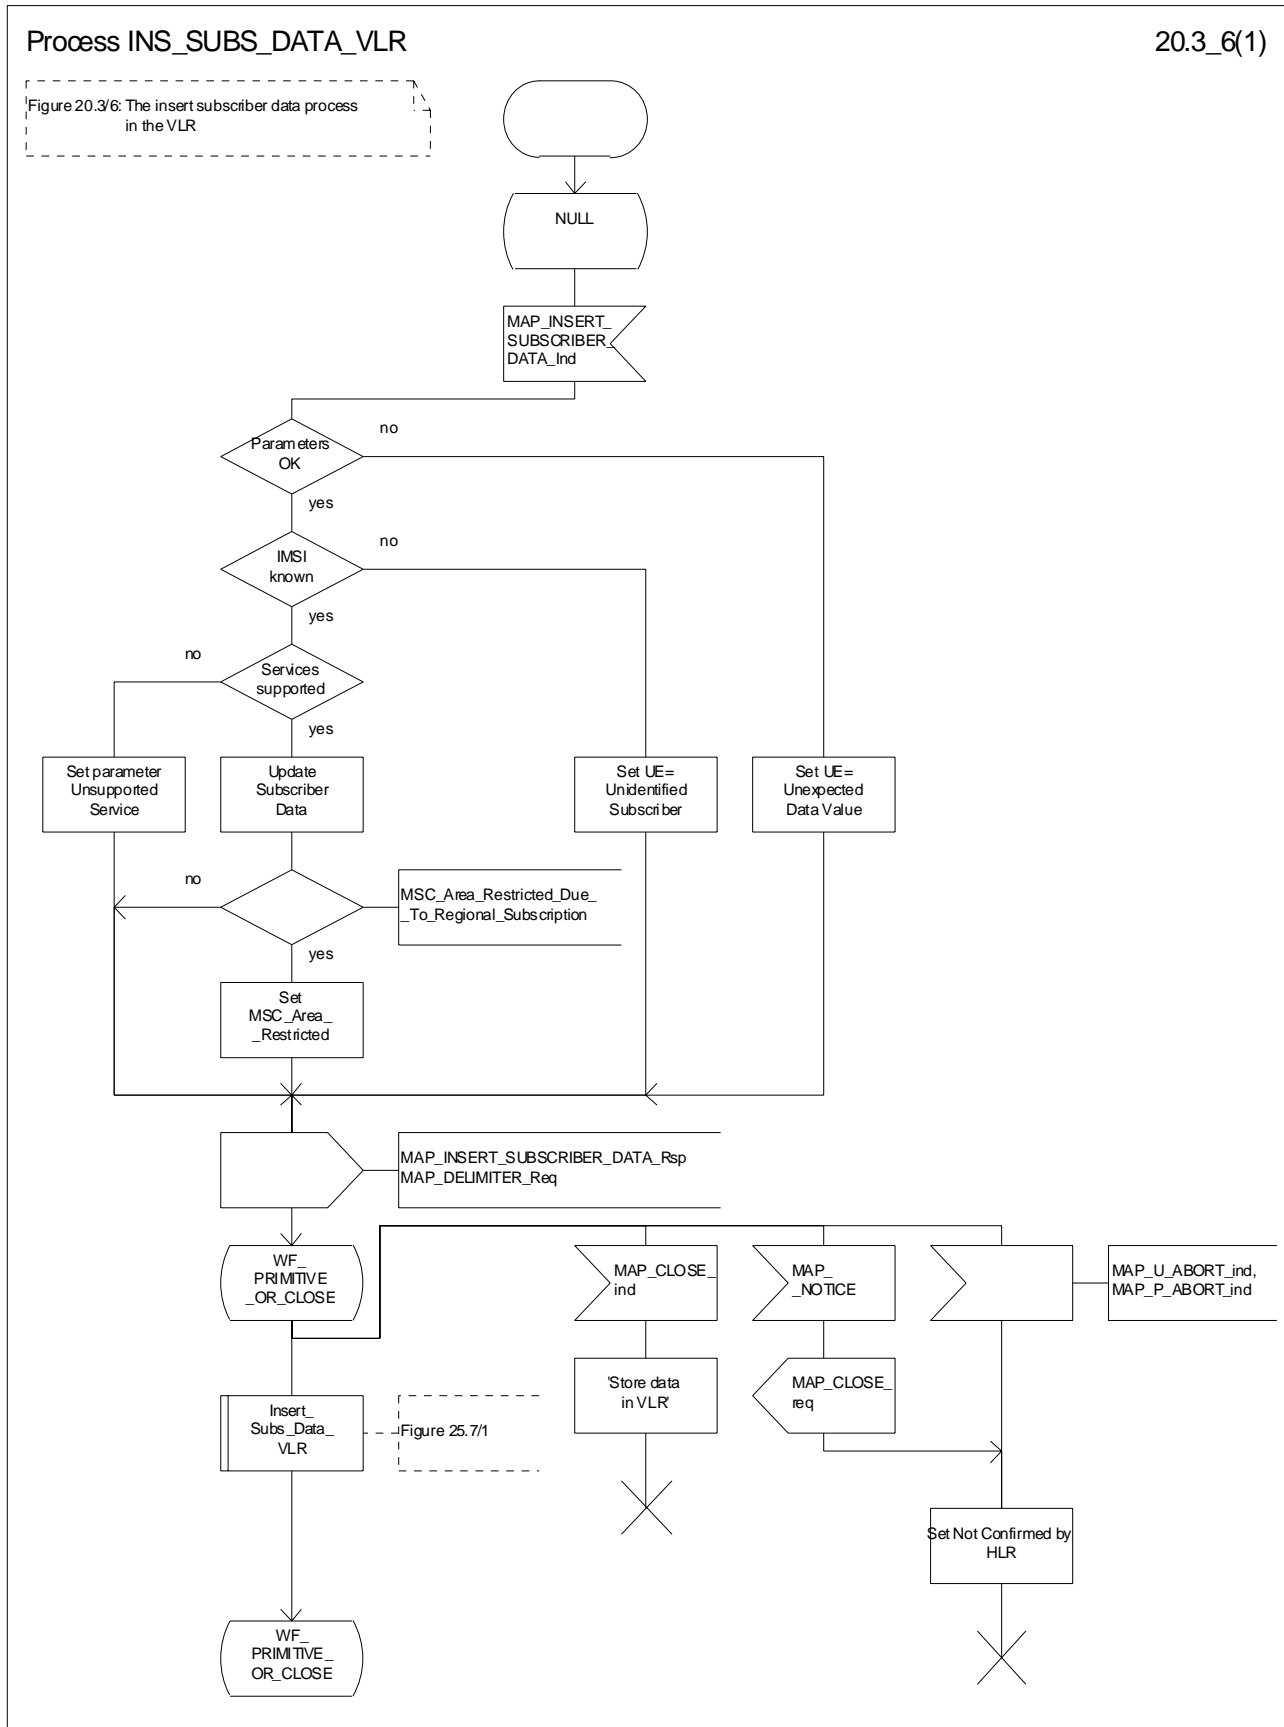 Process INS_SUBS_DATA_VLR
20.3_6(1)
Figure 20.3/6: The insert subscriber data process
in the VLR
NULL
MAP_INSERT_
SUBSCRIBER_
DATA_Ind
Parameters
OK
no
yes
IMSI
known
no
yes
Services
supported
no
yes
Set parameter
Unsupported
Service
Update
Subscriber
Data
Set UE=
Unidentified
Subscriber
Set UE=
Unexpected
Data Value
no
MSC_Area_Restricted_Due_
_To_Regional_Subscription
yes
Set
MSC_Area_
_Restricted
MAP_INSERT_SUBSCRIBER_DATA_Rsp
MAP_DELIMITER_Req
WF_
PRIMITIVE
_OR_CLOSE
MAP_CLOSE_
ind
MAP_
_NOTICE
MAP_U_ABORT_ind,
MAP_P_ABORT_ind
Insert_
Subs_Data_
VLR
Figure 25.7/1
'Store data
in VLR'
MAP_CLOSE_
req
Set Not Confirmed by
HLR
WF_
PRIMITIVE_
OR_CLOSE